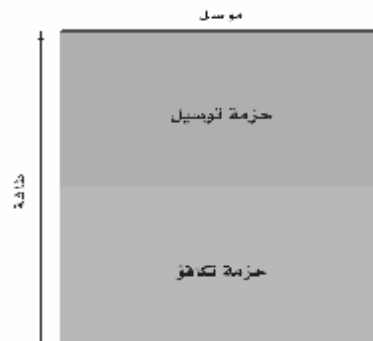 موصل
حزمة توصيل
طاقة
حزمة تكافؤ